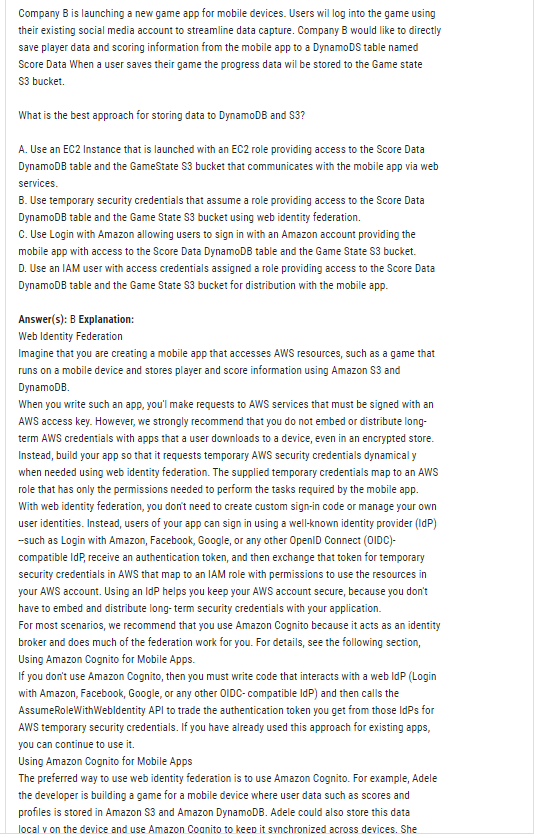 Company B is launching a new game app for mobile devices. Users wil log into the game using
their existing social media account to streamline data capture. Company B would like to directly
save player data and scoring information from the mobile app to a DynamoDS table named
Score Data When a user saves their game the progress data wil be stored to the Game state
S3 bucket.
What is the best approach for storing data to DynamoDB and S3?
A. Use an EC2 Instance that is launched with an EC2 role providing access to the Score Data
DynamoDB table and the GameState S3 bucket that communicates with the mobile app via web
services.
B. Use temporary security credentials that assume a role providing access to the Score Data
DynamoDB table and the Game State S3 bucket using web identity federation.
C. Use Login with Amazon allowing users to sign in with an Amazon account providing the
mobile app with access to the Score Data DynamoDB table and the Game State S3 bucket.
D. Use an IAM user with access credentials assigned a role providing access to the Score Data
DynamoDB table and the Game State S3 bucket for distribution with the mobile app.
Answer(s): B Explanation:
Web Identity Federation
Imagine that you are creating a mobile app that accesses AWS resources, such as a game that
runs on a mobile device and stores player and score information using Amazon S3 and
DynamoDB.
When you write such an app, you'l make requests to AWS services that must be signed with an
AWS access key. However, we strongly recommend that you do not embed or distribute long-
term AWS credentials with apps that a user downloads to a device, even in an encrypted store.
Instead, build your app so that it requests temporary AWS security credentials dynamical y
when needed using web identity federation. The supplied temporary credentials map to an AWS
role that has only the permissions needed to perform the tasks required by the mobile app.
With web identity federation, you don't need to create custom sign-in code or manage your own
user identities. Instead, users of your app can sign in using a well-known identity provider (IdP)
--such as Login with Amazon, Facebook, Google, or any other OpenID Connect (OIDC)-
compatible IdP, receive an authentication token, and then exchange that token for temporary
security credentials in AWS that map to an IAM role with permissions to use the resources in
your AWS account. Using an IdP helps you keep your AWS account secure, because you don't
have to embed and distribute long- term security credentials with your application.
For most scenarios, we recommend that you use Amazon Cognito because it acts as an identity
broker and does much of the federation work for you. For details, see the following section,
Using Amazon Cognito for Mobile Apps.
If you don't use Amazon Cognito, then you must write code that interacts with a web IdP (Login
with Amazon, Facebook, Google, or any other OIDC- compatible IdP) and then calls the
AssumeRoleWithWebIdentity API to trade the authentication token you get from those IdPs for
AWS temporary security credentials. If you have already used this approach for existing apps,
you can continue to use it.
Using Amazon Cognito for Mobile Apps
The preferred way to use web identity federation is to use Amazon Cognito. For example, Adele
the developer is building a game for a mobile device where user data such as scores and
profiles is stored in Amazon S3 and Amazon DynamoDB. Adele could also store this data
local y on the device and use Amazon Cognito to keep it synchronized across devices. She